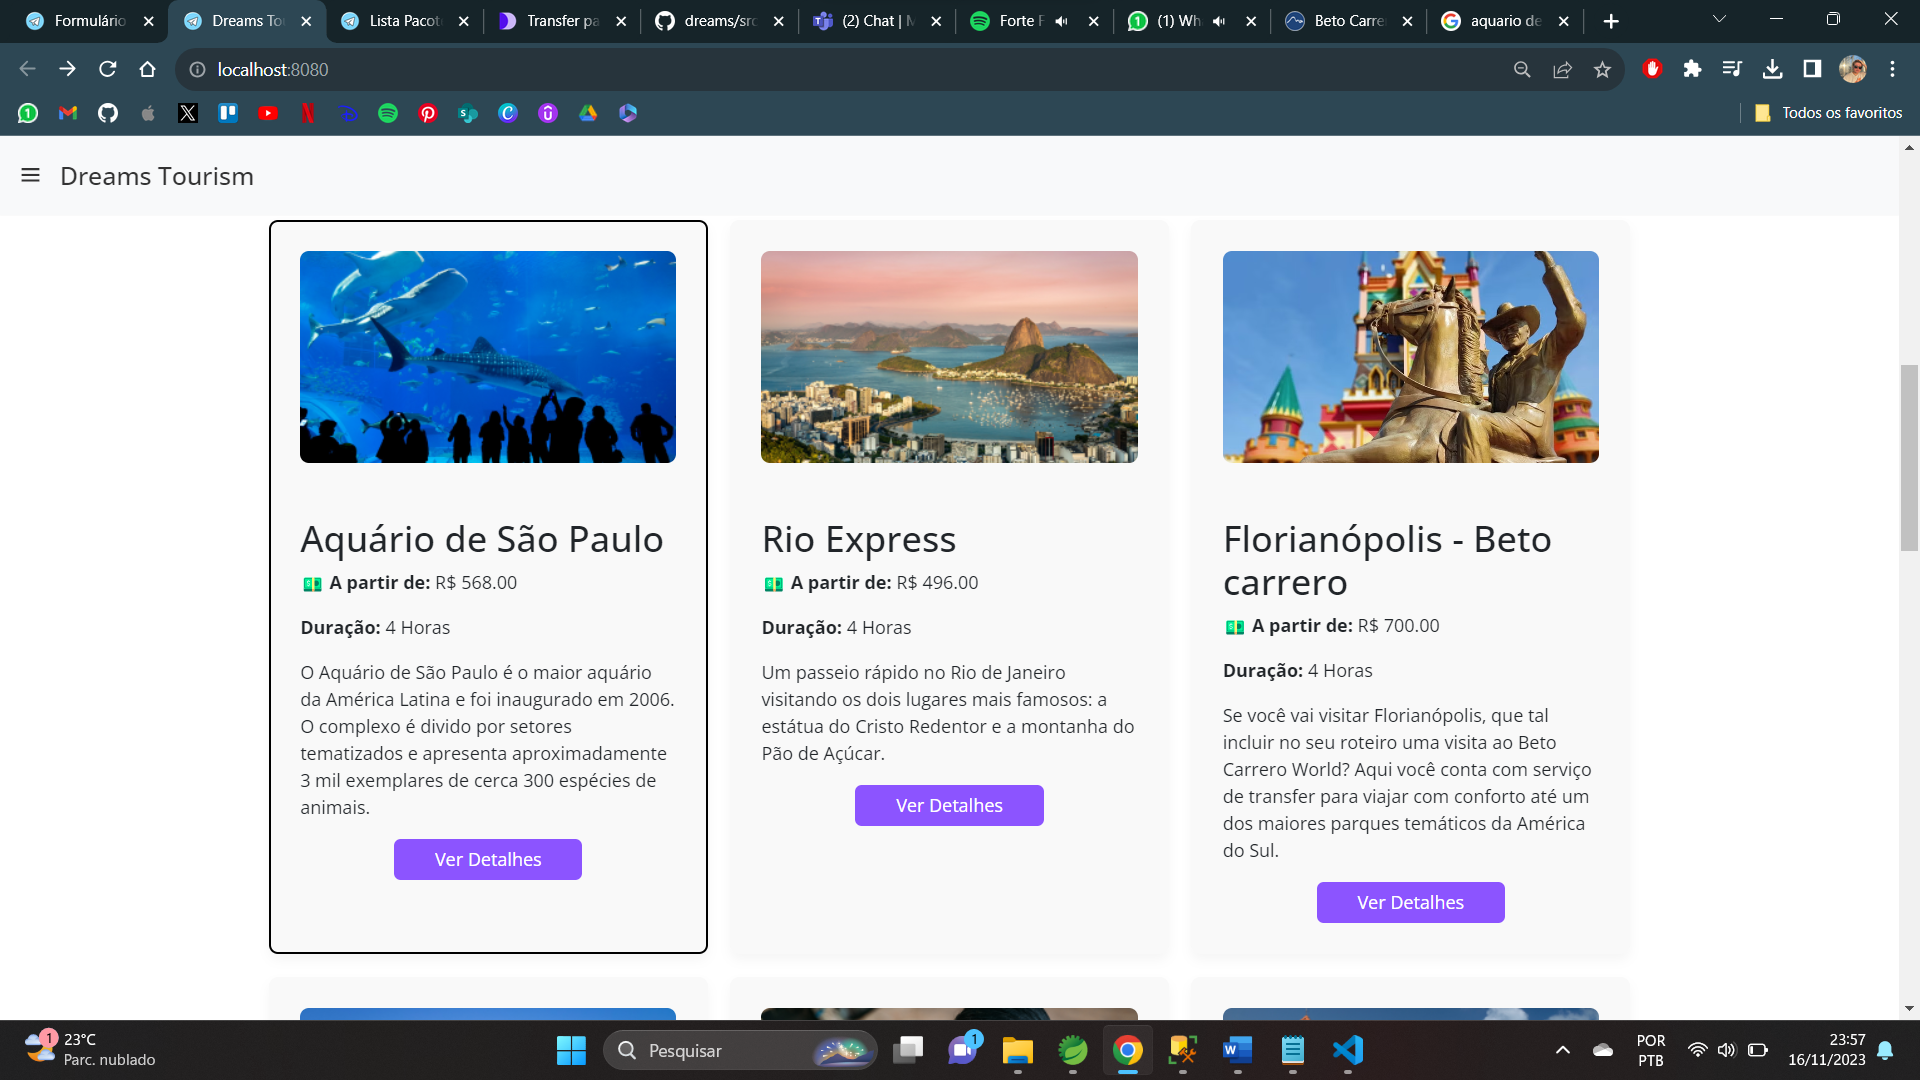 Formulário
Dreams To
Lista Pacot
Transfer pa
dreams/src
(2) Chat | M
Forte F
(1) Wh
Beto Carre
aquario de
localhost:8080
Todos os favoritos
Dreams Tourism
Aquário de São Paulo
A partir de: R$ 568.00
Duração: 4 Horas
O Aquário de São Paulo é o maior aquário
da América Latina e foi inaugurado em 2006.
O complexo é divido por setores
tematizados e apresenta aproximadamente
3 mil exemplares de cerca 300 espécies de
animais.
Ver Detalhes
Rio Express
A partir de: R$ 496.00
Duração: 4 Horas
Um passeio rápido no Rio de Janeiro
visitando os dois lugares mais famosos: a
estátua do Cristo Redentor e a montanha do
Pão de Açúcar.
Ver Detalhes
Florianópolis - Beto
carrero
A partir de: R$ 700.00
Duração: 4 Horas
Se você vai visitar Florianópolis, que tal
incluir no seu roteiro uma visita ao Beto
Carrero World? Aqui você conta com serviço
de transfer para viajar com conforto até um
dos maiores parques temáticos da América
do Sul.
Ver Detalhes
1
23°C
Parc. nublado
Pesquisar
1
POR
PTB
23:57
16/11/2023